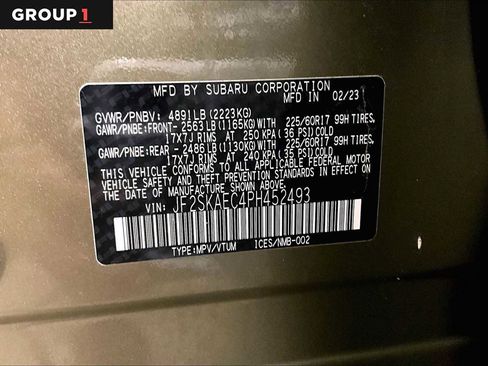 GROUP 1
MFD BY SUBARU CORPORATION
MFD. IN 02/23
GVWR/PNBV: 4891LB(2223KG)
GAWR/PNBE:FRONT- 2563LB(1165KG)WITH 225/60R17 99H TIRES,
17X7J RIMS AT 250 KPA( 36 PSI)COLD
GAWR/PNBE:REAR - 2486LB(1130KG)WITH 225/60R17 99H TIRES,
17X7J RIMS AT 240 KPA( 35 PSI)COLD
THIS VEHICLE CONFORMS TO ALL APPLICABLE FEDERAL MOTOR
VEHICLE SAFETY AND THEFT PREVENTION STANDARDS IN EFFECT ON
THE DATE OF MANUFACTURE SHOWN ABOVE.
VIN: JF2SKAEC4PH452493
TYPE:MPV/VTUM ICES/NMB-002